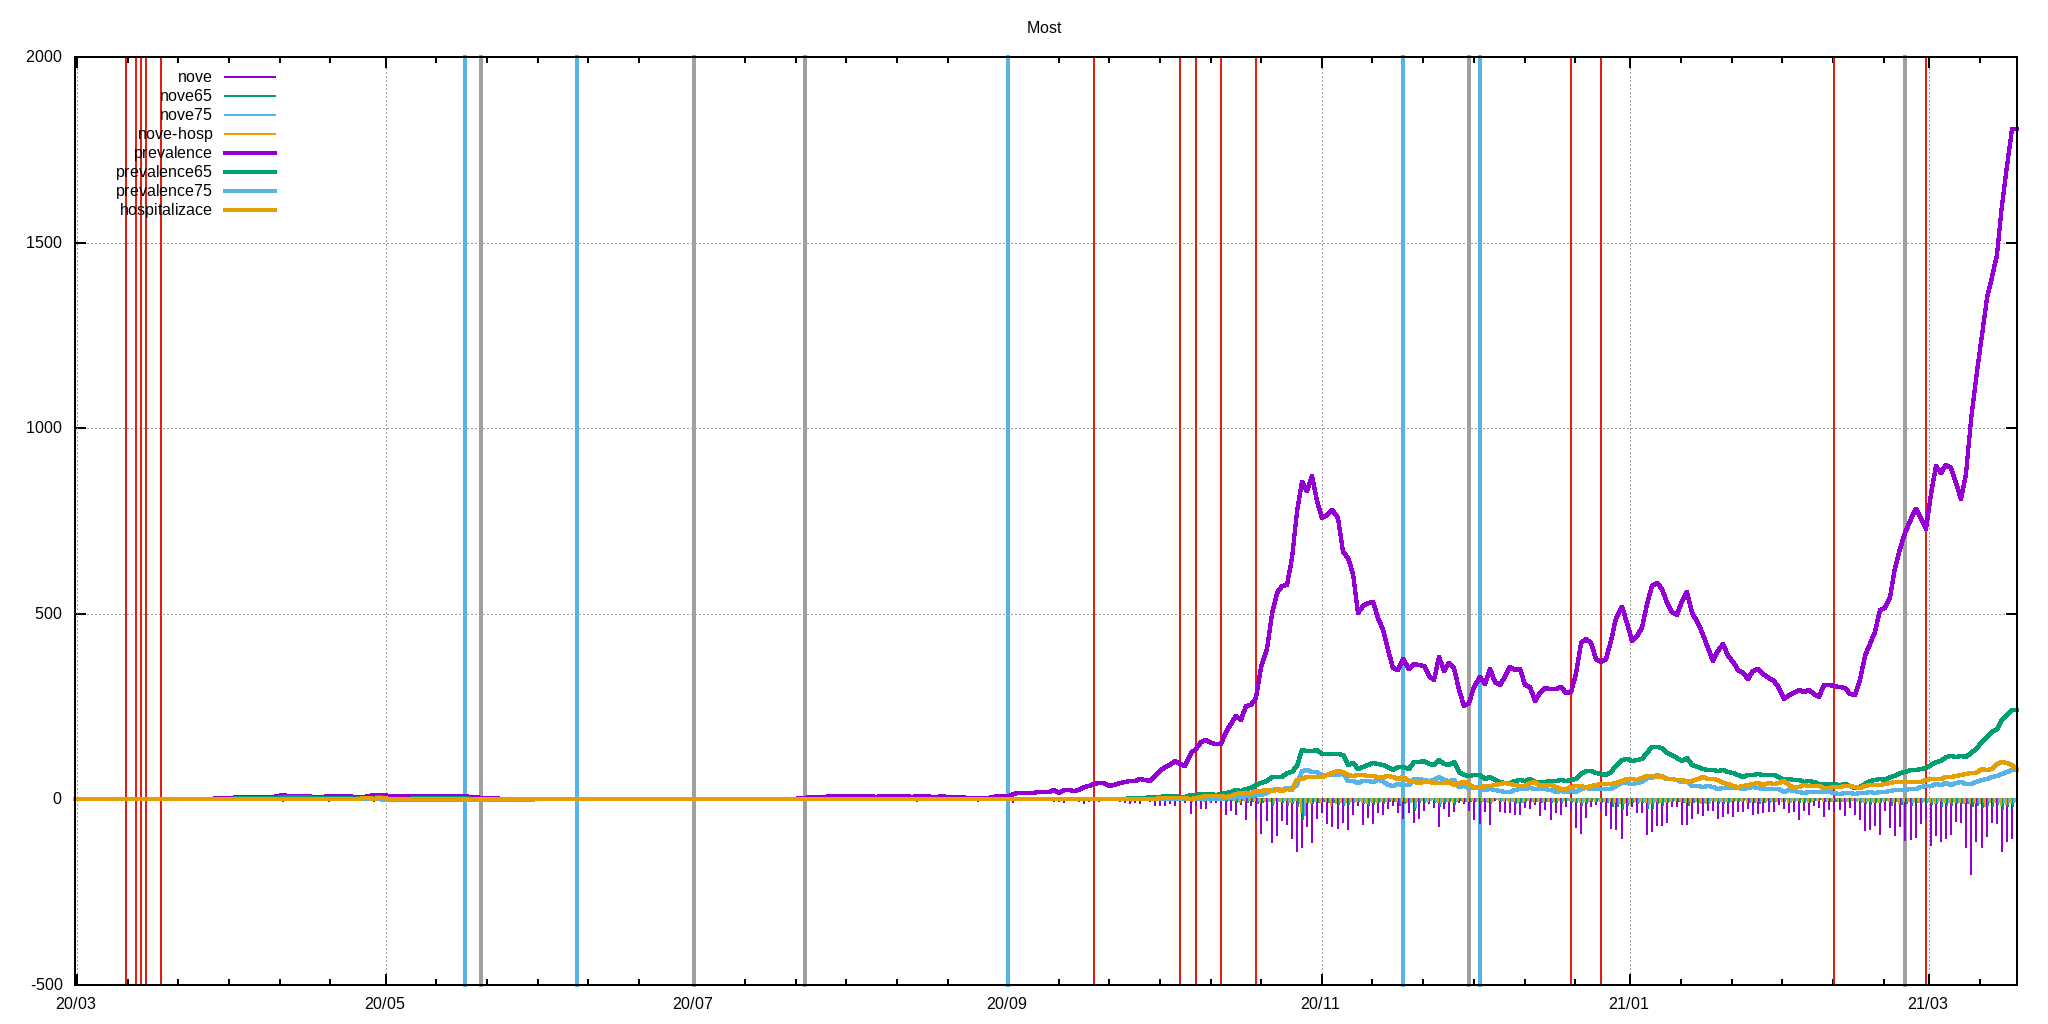 Most
2000
1500
1000
500
0
-500
nove
nove65
nove75
nove-hosp
prevalence
prevalence65
prevalence75
hospitalizace
20/03 20/05 20/07 20/09 20/11 21/01 21/03